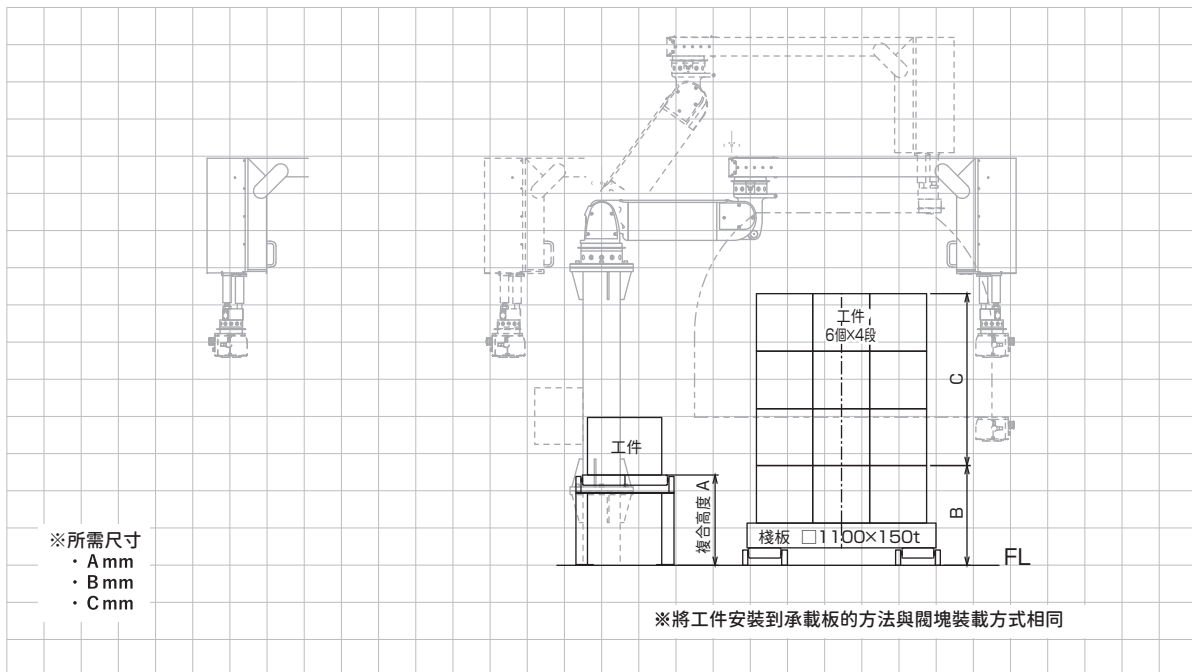 工件
6個×4段
C
工件
複合高度 A
B
棧板 □1100×150t
FL
※所需尺寸
・Amm
・Bmm
・Cmm
※將工件安裝到承載板的方法與閥塊裝載方式相同